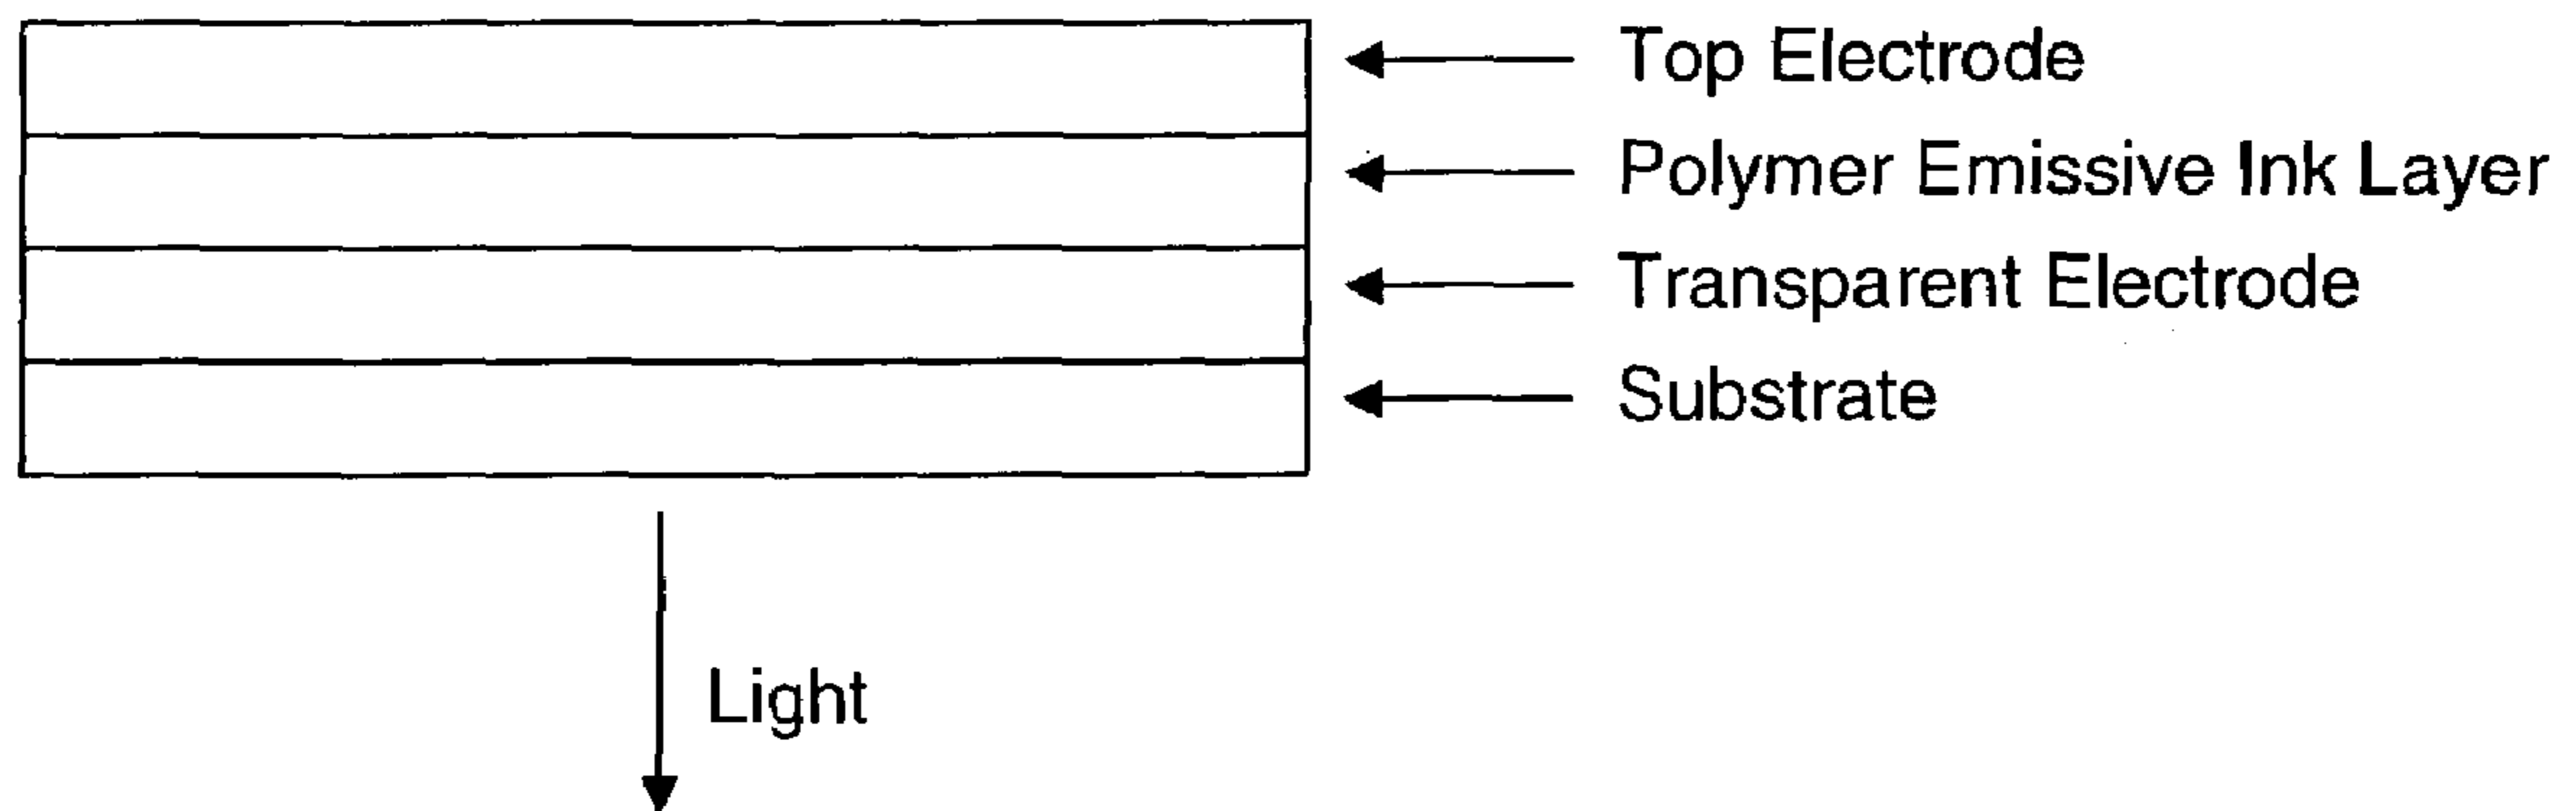 Top Electrode
Polymer Emissive Ink Layer
Transparent Electrode
Substrate
Light